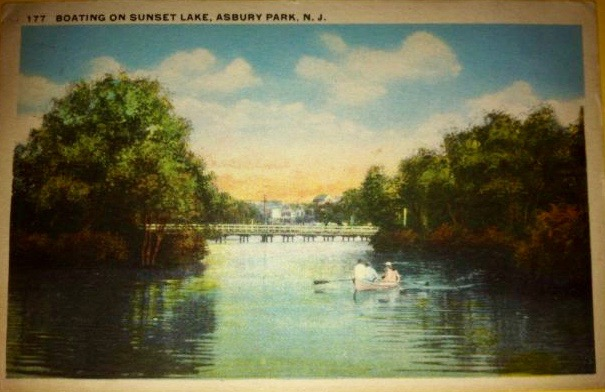 177 BOATING ON SUNSET LAKE, ASBURY PARK, N. J.